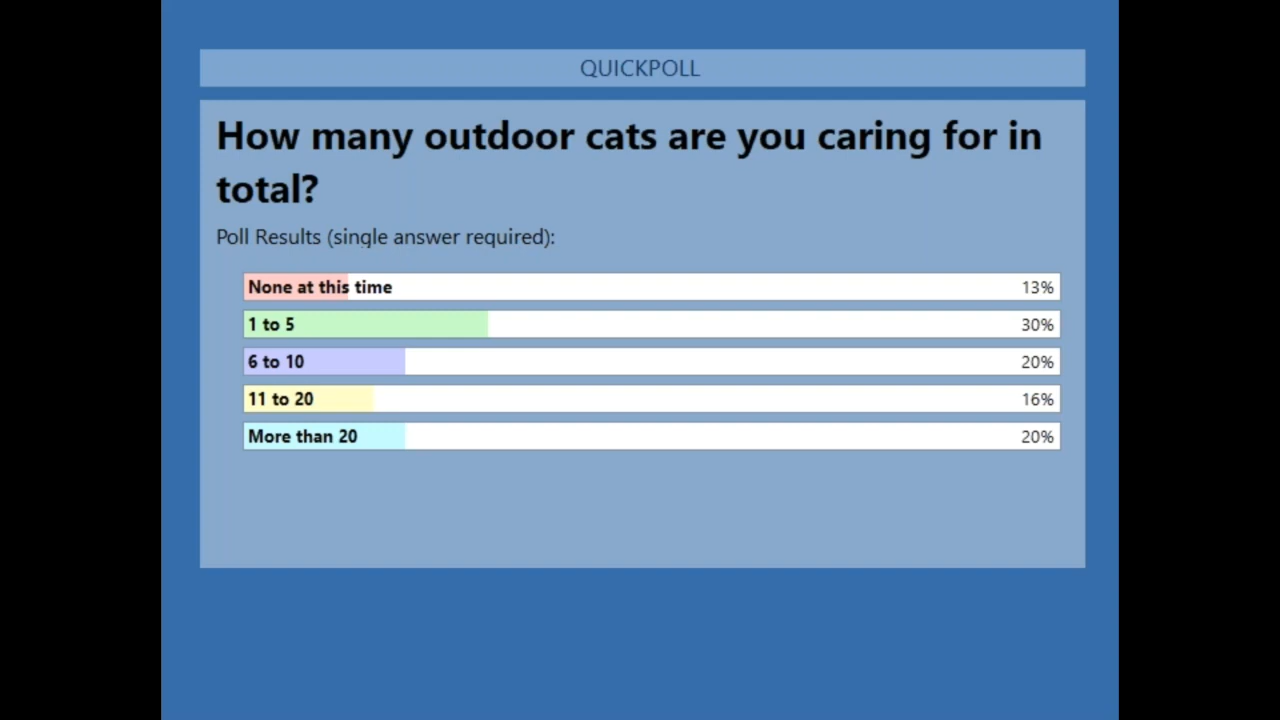 QUICKPOLL
How many outdoor cats are you caring for in
total?
Poll Results (single answer required):
None at this time 13%
1 to 5 30%
6 to 10 20%
11 to 20 16%
More than 20 20%